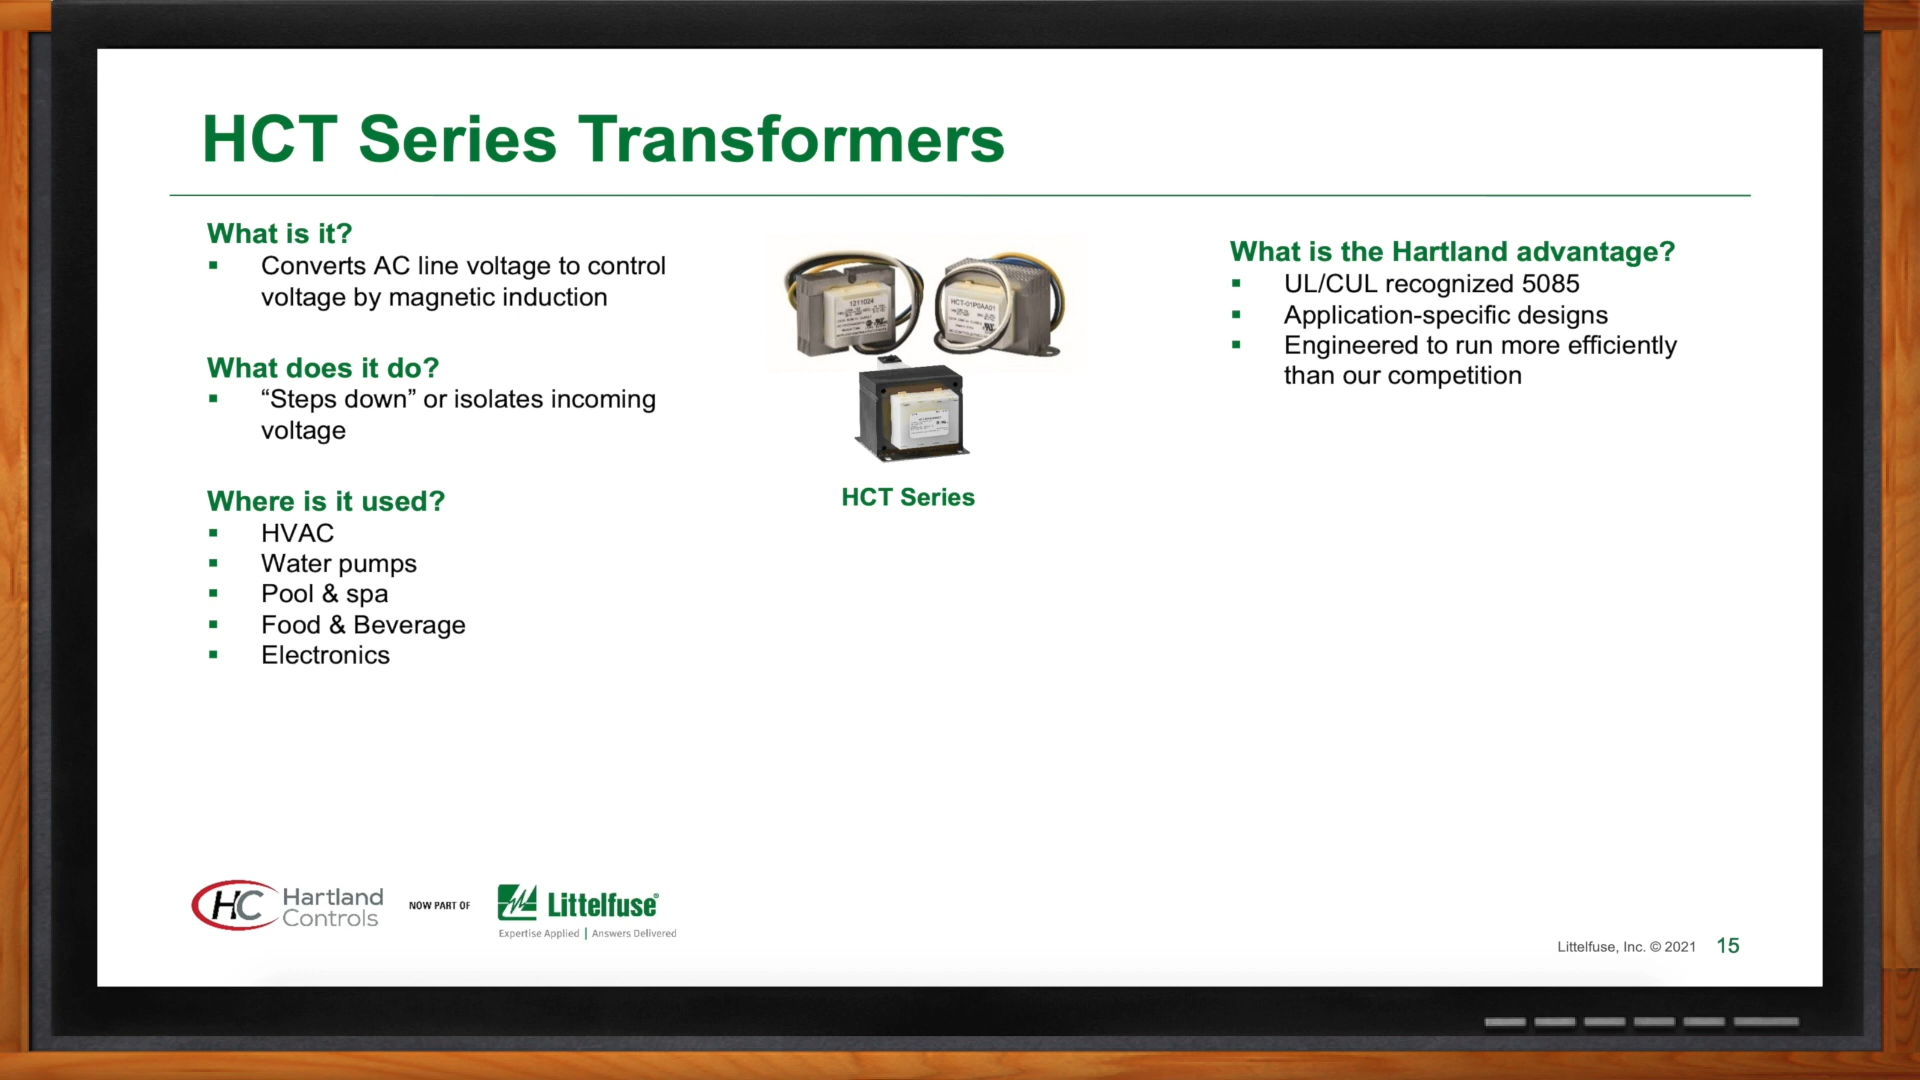 HCT Series Transformers
What is it?
▪ Converts AC line voltage to control
voltage by magnetic induction
What does it do?
▪ “Steps down” or isolates incoming
voltage
Where is it used?
▪ HVAC
▪ Water pumps
▪ Pool & spa
▪ Food & Beverage
▪ Electronics
1211024
HCT-01P0AA01
HCT Series
What is the Hartland advantage?
▪ UL/CUL recognized 5085
▪ Application-specific designs
▪ Engineered to run more efficiently
than our competition
HC Hartland
Controls
NOW PART OF
Littelfuse®
Expertise Applied | Answers Delivered
Littelfuse, Inc. © 2021 15